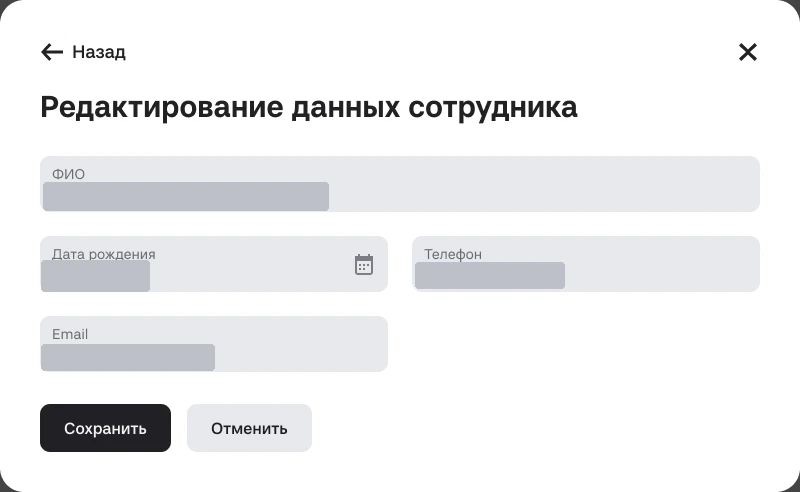 Назад
Редактирование данных сотрудника
ФИО
Дата рождения
Телефон
Email
Сохранить
Отменить